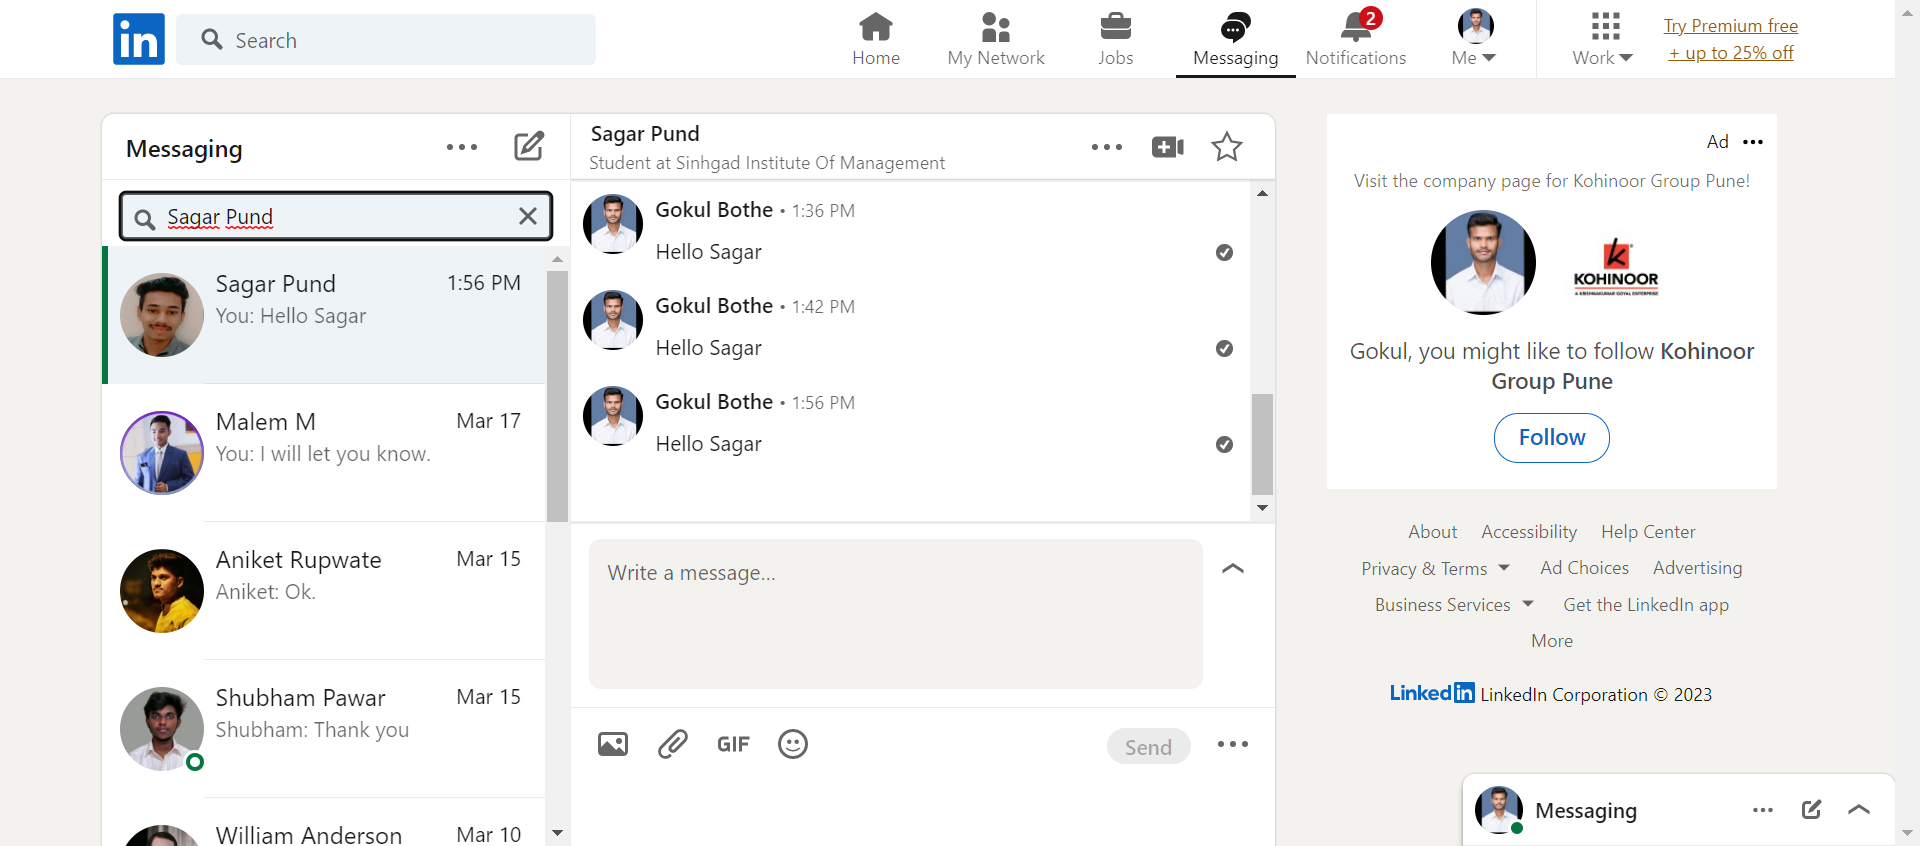 in
Search
Home
My Network
Jobs
Messaging
2
Notifications
Me
Work
Try Premium free
+ up to 25% off
Messaging
Sagar Pund
Sagar Pund
1:56 PM
You: Hello Sagar
Malem M
Mar 17
You: I will let you know.
Aniket Rupwate
Mar 15
Aniket: Ok.
Shubham Pawar
Mar 15
Shubham: Thank you
William Anderson
Mar 10
Sagar Pund
Student at Sinhgad Institute Of Management
Gokul Bothe • 1:36 PM
Hello Sagar
Gokul Bothe • 1:42 PM
Hello Sagar
Gokul Bothe • 1:56 PM
Hello Sagar
Write a message...
GIF
Send
Ad
Visit the company page for Kohinoor Group Pune!
k
KOHINOOR
A KRISHNAKUMAR GOYAL ENTERPRISE
Gokul, you might like to follow Kohinoor
Group Pune
Follow
About Accessibility Help Center
Privacy & Terms Ad Choices Advertising
Business Services Get the LinkedIn app
More
LinkedIn LinkedIn Corporation © 2023
Messaging